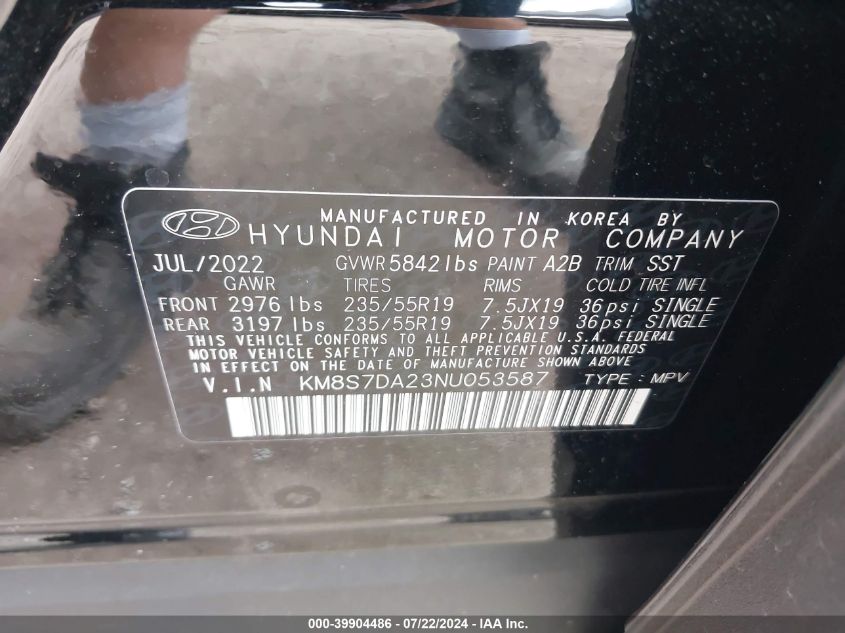 MANUFACTURED IN KOREA BY
HYUNDAI MOTOR COMPANY
JUL/2022 GVWR 5842lbs PAINT A2B TRIM SST
GAWR TIRES RIMS COLD TIRE INFL
FRONT 2976 lbs 235/55R19 7.5JX19 36psi SINGLE
REAR 3197 lbs 235/55R19 7.5JX19 36psi SINGLE
THIS VEHICLE CONFORMS TO ALL APPLICABLE U.S.A. FEDERAL
MOTOR VEHICLE SAFETY AND THEFT PREVENTION STANDARDS
IN EFFECT ON THE DATE OF MANUFACTURE SHOWN ABOVE
V.I.N KM8S7DA23NU053587 TYPE : MPV
000-39904486 - 07/22/2024 - IAA Inc.